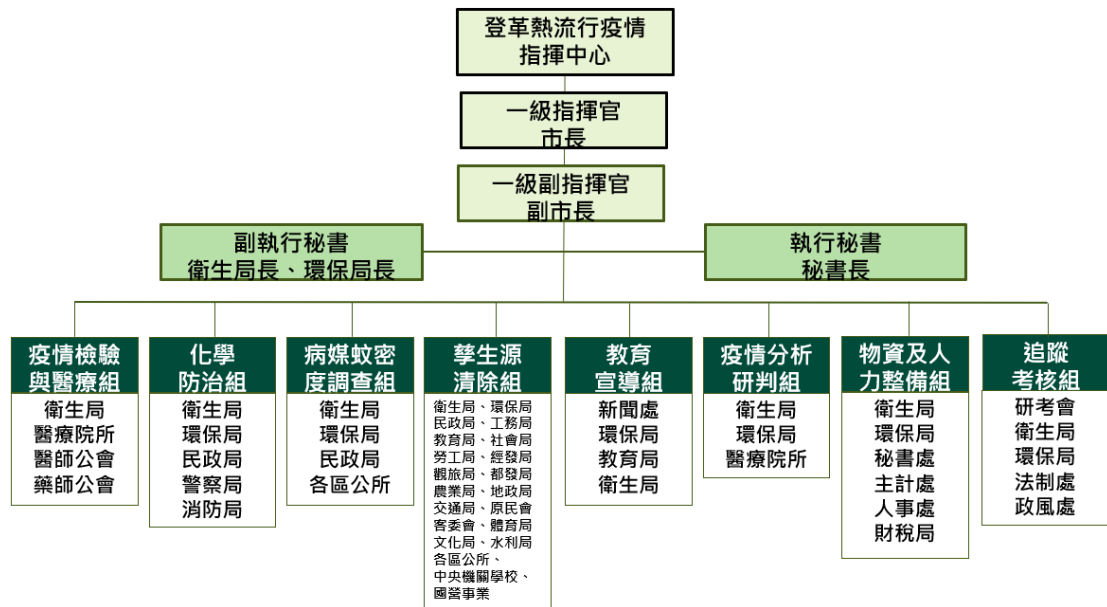 登革熱流行疫情
指揮中心
一級指揮官
市長
一級副指揮官
副市長
副執行秘書
衛生局長、環保局長
執行秘書
秘書長
疫情檢驗
與醫療組
衛生局
醫療院所
醫師公會
藥師公會
化學
防治組
衛生局
環保局
民政局
警察局
消防局
病媒蚊密
度調查組
衛生局
環保局
民政局
各區公所
孳生源
清除組
衛生局、環保局
民政局、工務局
教育局、社會局
勞工局、經發局
觀旅局、都發局
農業局、地政局
交通局、原民會
客委會、體育局
文化局、水利局
各區公所、
中央機關學校、
國營事業
教育
宣導組
新聞處
環保局
教育局
衛生局
疫情分析
研判組
衛生局
環保局
醫療院所
物資及人
力整備組
衛生局
環保局
秘書處
主計處
人事處
財稅局
追蹤
考核組
研考會
衛生局
環保局
法制處
政風處